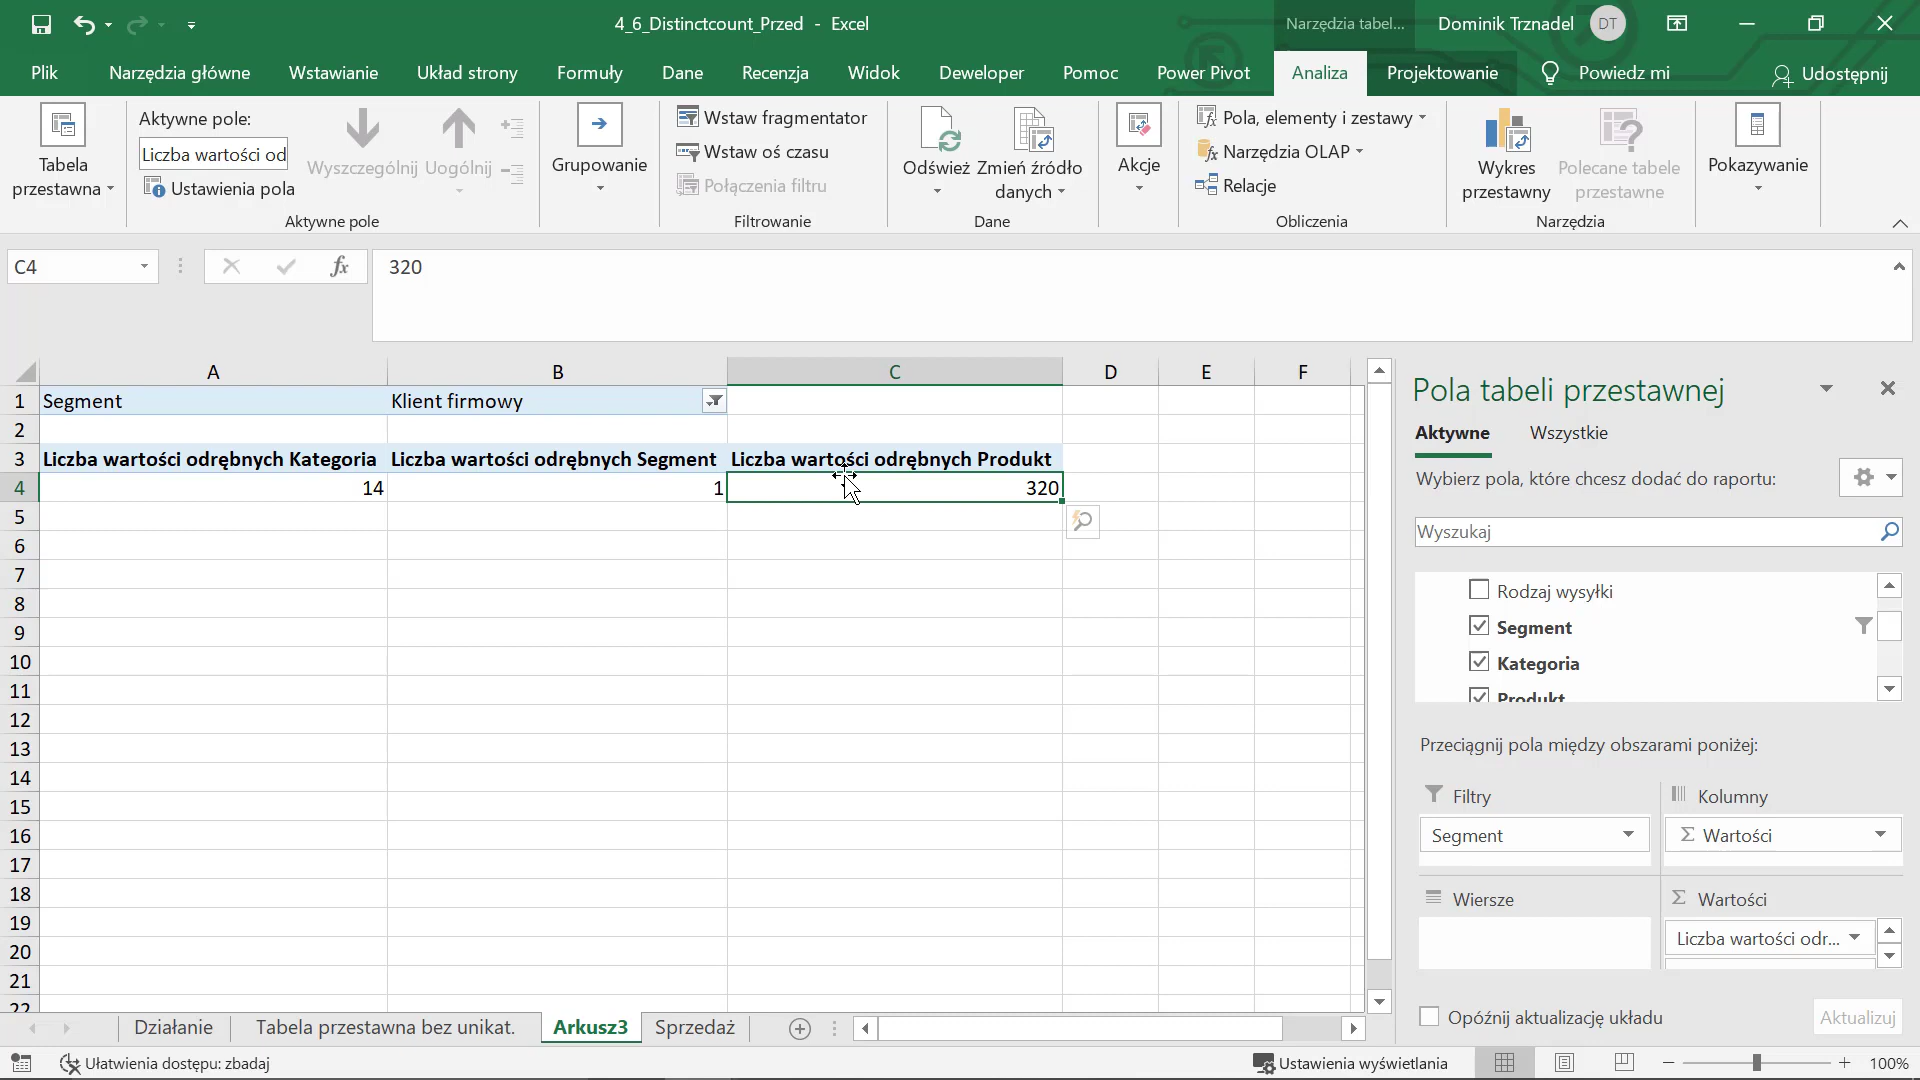 4_6_Distinctcount_Przed - Excel
Narzędzia tabel...
Dominik Trznadel
DT
Plik
Narzędzia główne
Wstawianie
Układ strony
Formuły
Dane
Recenzja
Widok
Deweloper
Pomoc
Power Pivot
Analiza
Projektowanie
Powiedz mi
Udostępnij
Tabela
przestawna
Aktywne pole:
Liczba wartości od
Ustawienia pola
Wyszczególnij
Uogólnij
Aktywne pole
Grupowanie
Wstaw fragmentator
Wstaw oś czasu
Połączenia filtru
Filtrowanie
Odśwież
Zmień źródło
danych
Dane
Akcje
Pola, elementy i zestawy
Narzędzia OLAP
Relacje
Obliczenia
Wykres
przestawny
Polecane tabele
przestawne
Narzędzia
Pokazywanie
C4
fx
320
A B C D E F
1 Segment Klient firmowy
2
3 Liczba wartości odrębnych Kategoria Liczba wartości odrębnych Segment Liczba wartości odrębnych Produkt
4 14 1 320
5
6
7
8
9
10
11
12
13
14
15
16
17
18
19
20
21
22
Pola tabeli przestawnej
Aktywne
Wszystkie
Wybierz pola, które chcesz dodać do raportu:
Wyszukaj
Rodzaj wysyłki
Segment
Kategoria
Produkt
Przeciągnij pola między obszarami poniżej:
Filtry
Segment
Kolumny
Σ Wartości
Wiersze
Σ Wartości
Liczba wartości odr...
Opóźnij aktualizację układu
Aktualizuj
Działanie
Tabela przestawna bez unikat.
Arkusz3
Sprzedaż
Ułatwienia dostępu: zbadaj
Ustawienia wyświetlania
100%